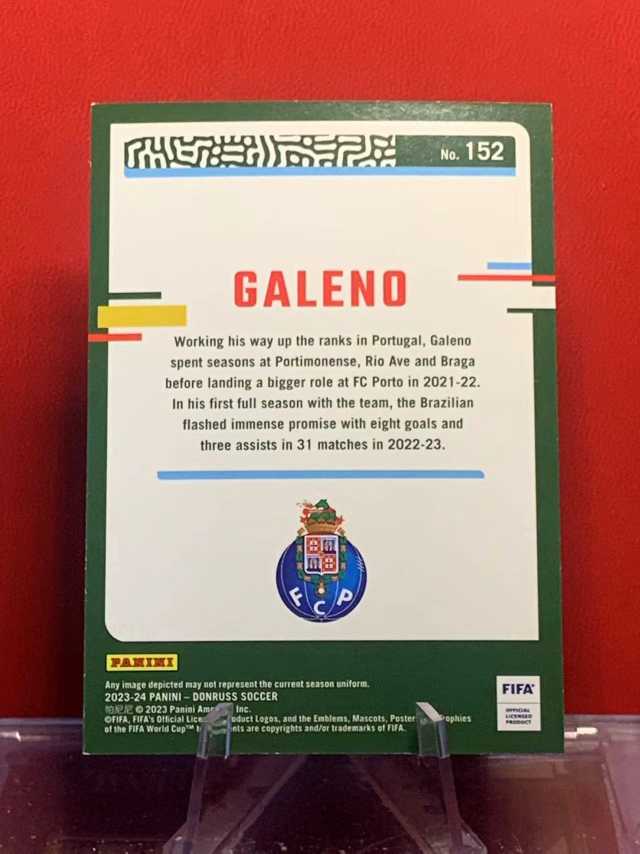 No. 152
GALENO
Working his way up the ranks in Portugal, Galeno
spent seasons at Portimonense, Rio Ave and Braga
before landing a bigger role at FC Porto in 2021-22.
In his first full season with the team, the Brazilian
flashed immense promise with eight goals and
three assists in 31 matches in 2022-23.
FCP
PANINI
Any image depicted may not represent the current season uniform.
2023-24 PANINI – DONRUSS SOCCER
帕尼尼 © 2023 Panini Inc.
©FIFA, FIFA's Official Product Logos, and the Emblems, Mascots,
of the FIFA World Cup™ are copyrights and/or trademarks of FIFA.
FIFA
OFFICIAL
LICENSED
PRODUCT